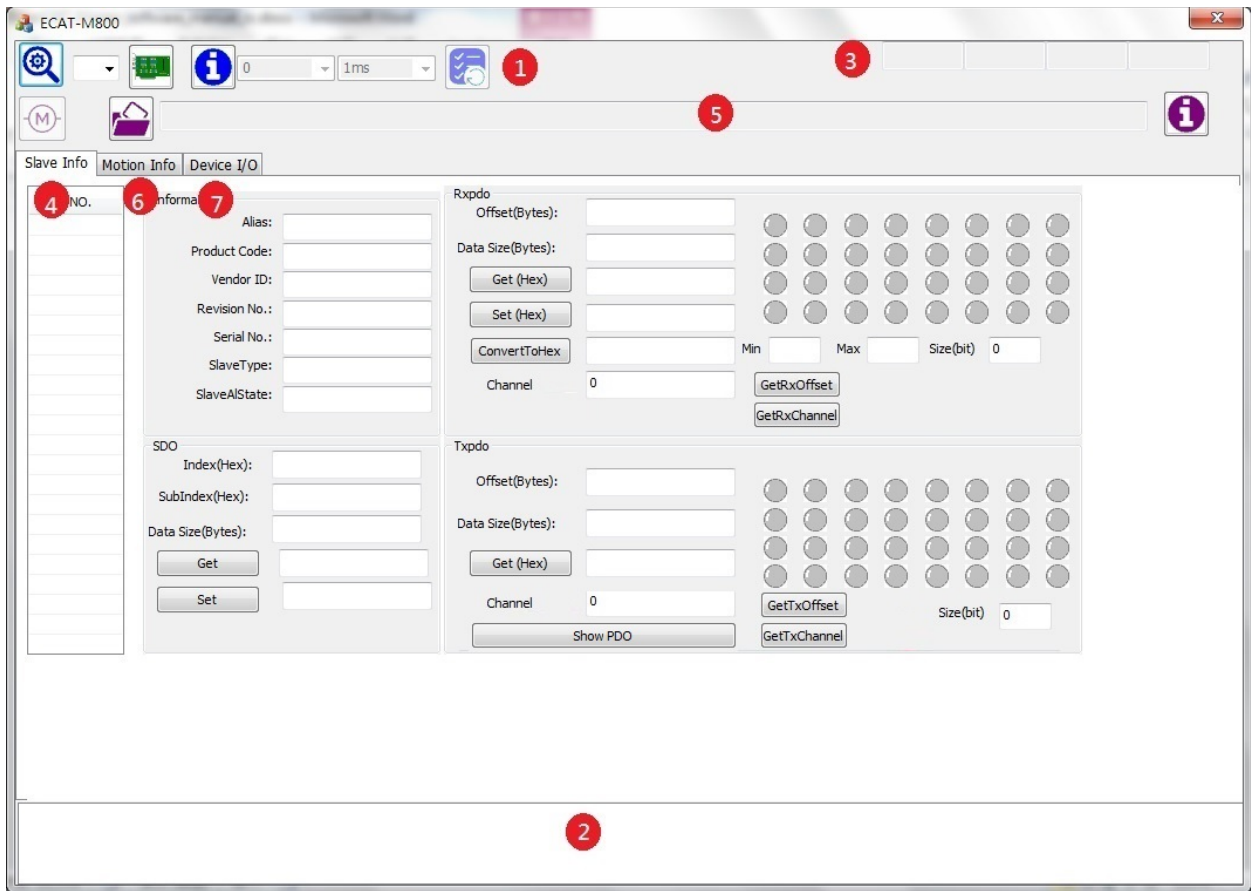 ECAT-M800
x
0 1ms 1 3
M 5
Slave Info Motion Info Device I/O
4 NO. 6 7
Alias:
Product Code:
Vendor ID:
Revision No.:
Serial No.:
SlaveType:
SlaveAlState:
SDO
Index(Hex):
SubIndex(Hex):
Data Size(Bytes):
Get
Set
Rxpdo
Offset(Bytes):
Data Size(Bytes):
Get (Hex)
Set (Hex)
ConvertToHex
Min Max Size(bit) 0
Channel 0
GetRxOffset
GetRxChannel
Txpdo
Offset(Bytes):
Data Size(Bytes):
Get (Hex)
Channel 0
GetTxOffset
Size(bit) 0
Show PDO
GetTxChannel
2